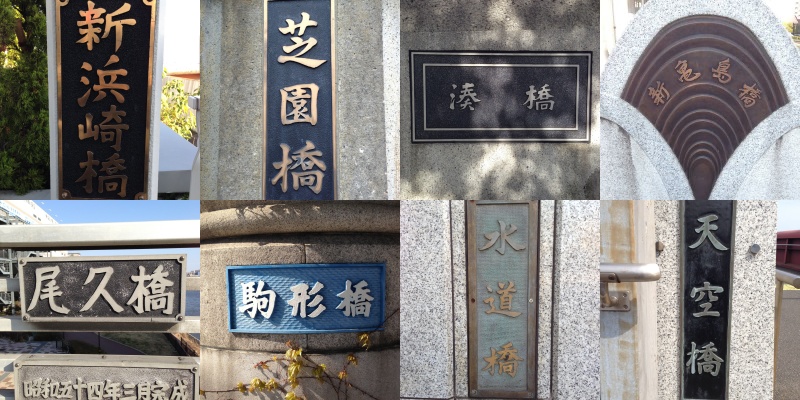 新浜崎橋
芝園橋
湊橋
新亀島橋
尾久橋
昭和五十四年三月完成
駒形橋
水道橋
天空橋